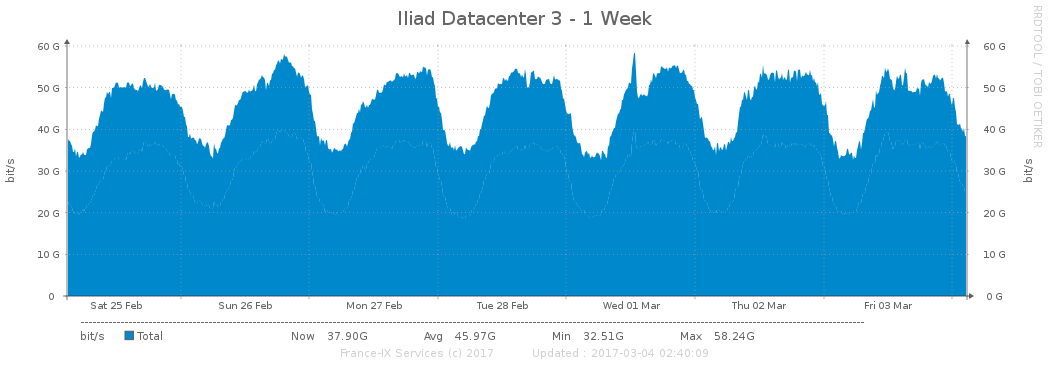 Iliad Datacenter 3 - 1 Week
RRDTOOL / TOBI OETIKER
60 G 60 G
50 G 50 G
40 G 40 G
30 G 30 G
20 G 20 G
10 G 10 G
0 0 G
bit/s
bit/s
Sat 25 Feb Sun 26 Feb Mon 27 Feb Tue 28 Feb Wed 01 Mar Thu 02 Mar Fri 03 Mar
bit/s Total Now 37.90G Avg 45.97G Min 32.51G Max 58.24G
France-IX Services (c) 2017 Updated : 2017-03-04 02:40:09